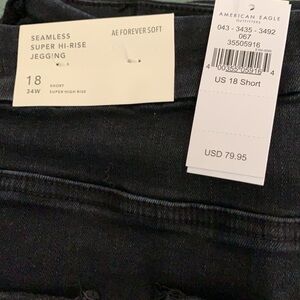 SEAMLESS
SUPER HI-RISE
JEGGING
AE FOREVER SOFT
18
34W
SHORT
SUPER HIGH RISE
AMERICAN EAGLE
OUTFITTERS
043 - 3435 - 3492
067
35505916
US 18 Short
USD 79.95